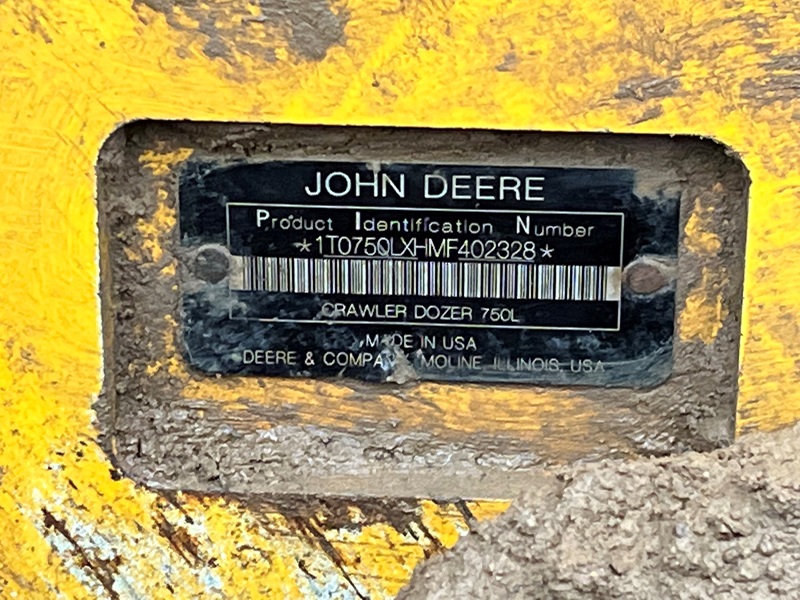 JOHN DEERE
Product Identification Number
*1T0750LXHMF402328*
CRAWLER DOZER 750L
MADE IN USA
DEERE & COMPANY MOLINE, ILLINOIS, USA